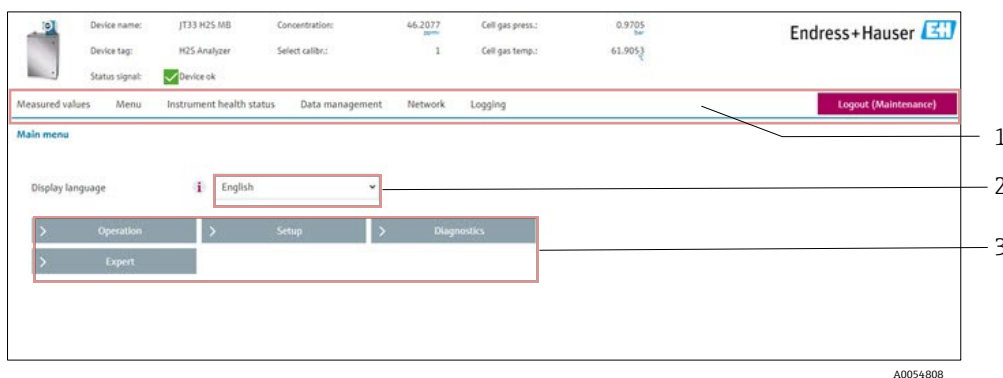 Device name: JT33 H2S MB Concentration: 46.2077 ppmv Cell gas press.: 0.9705 bar
Endress+Hauser EH
Device tag: H2S Analyzer Select calibr.: 1 Cell gas temp.: 61.9053 °C
Status signal: Device ok
Measured values Menu Instrument health status Data management Network Logging Logout (Maintenance)
1
Main menu
Display language i English
2
> Operation > Setup > Diagnostics
3
> Expert
A0054808